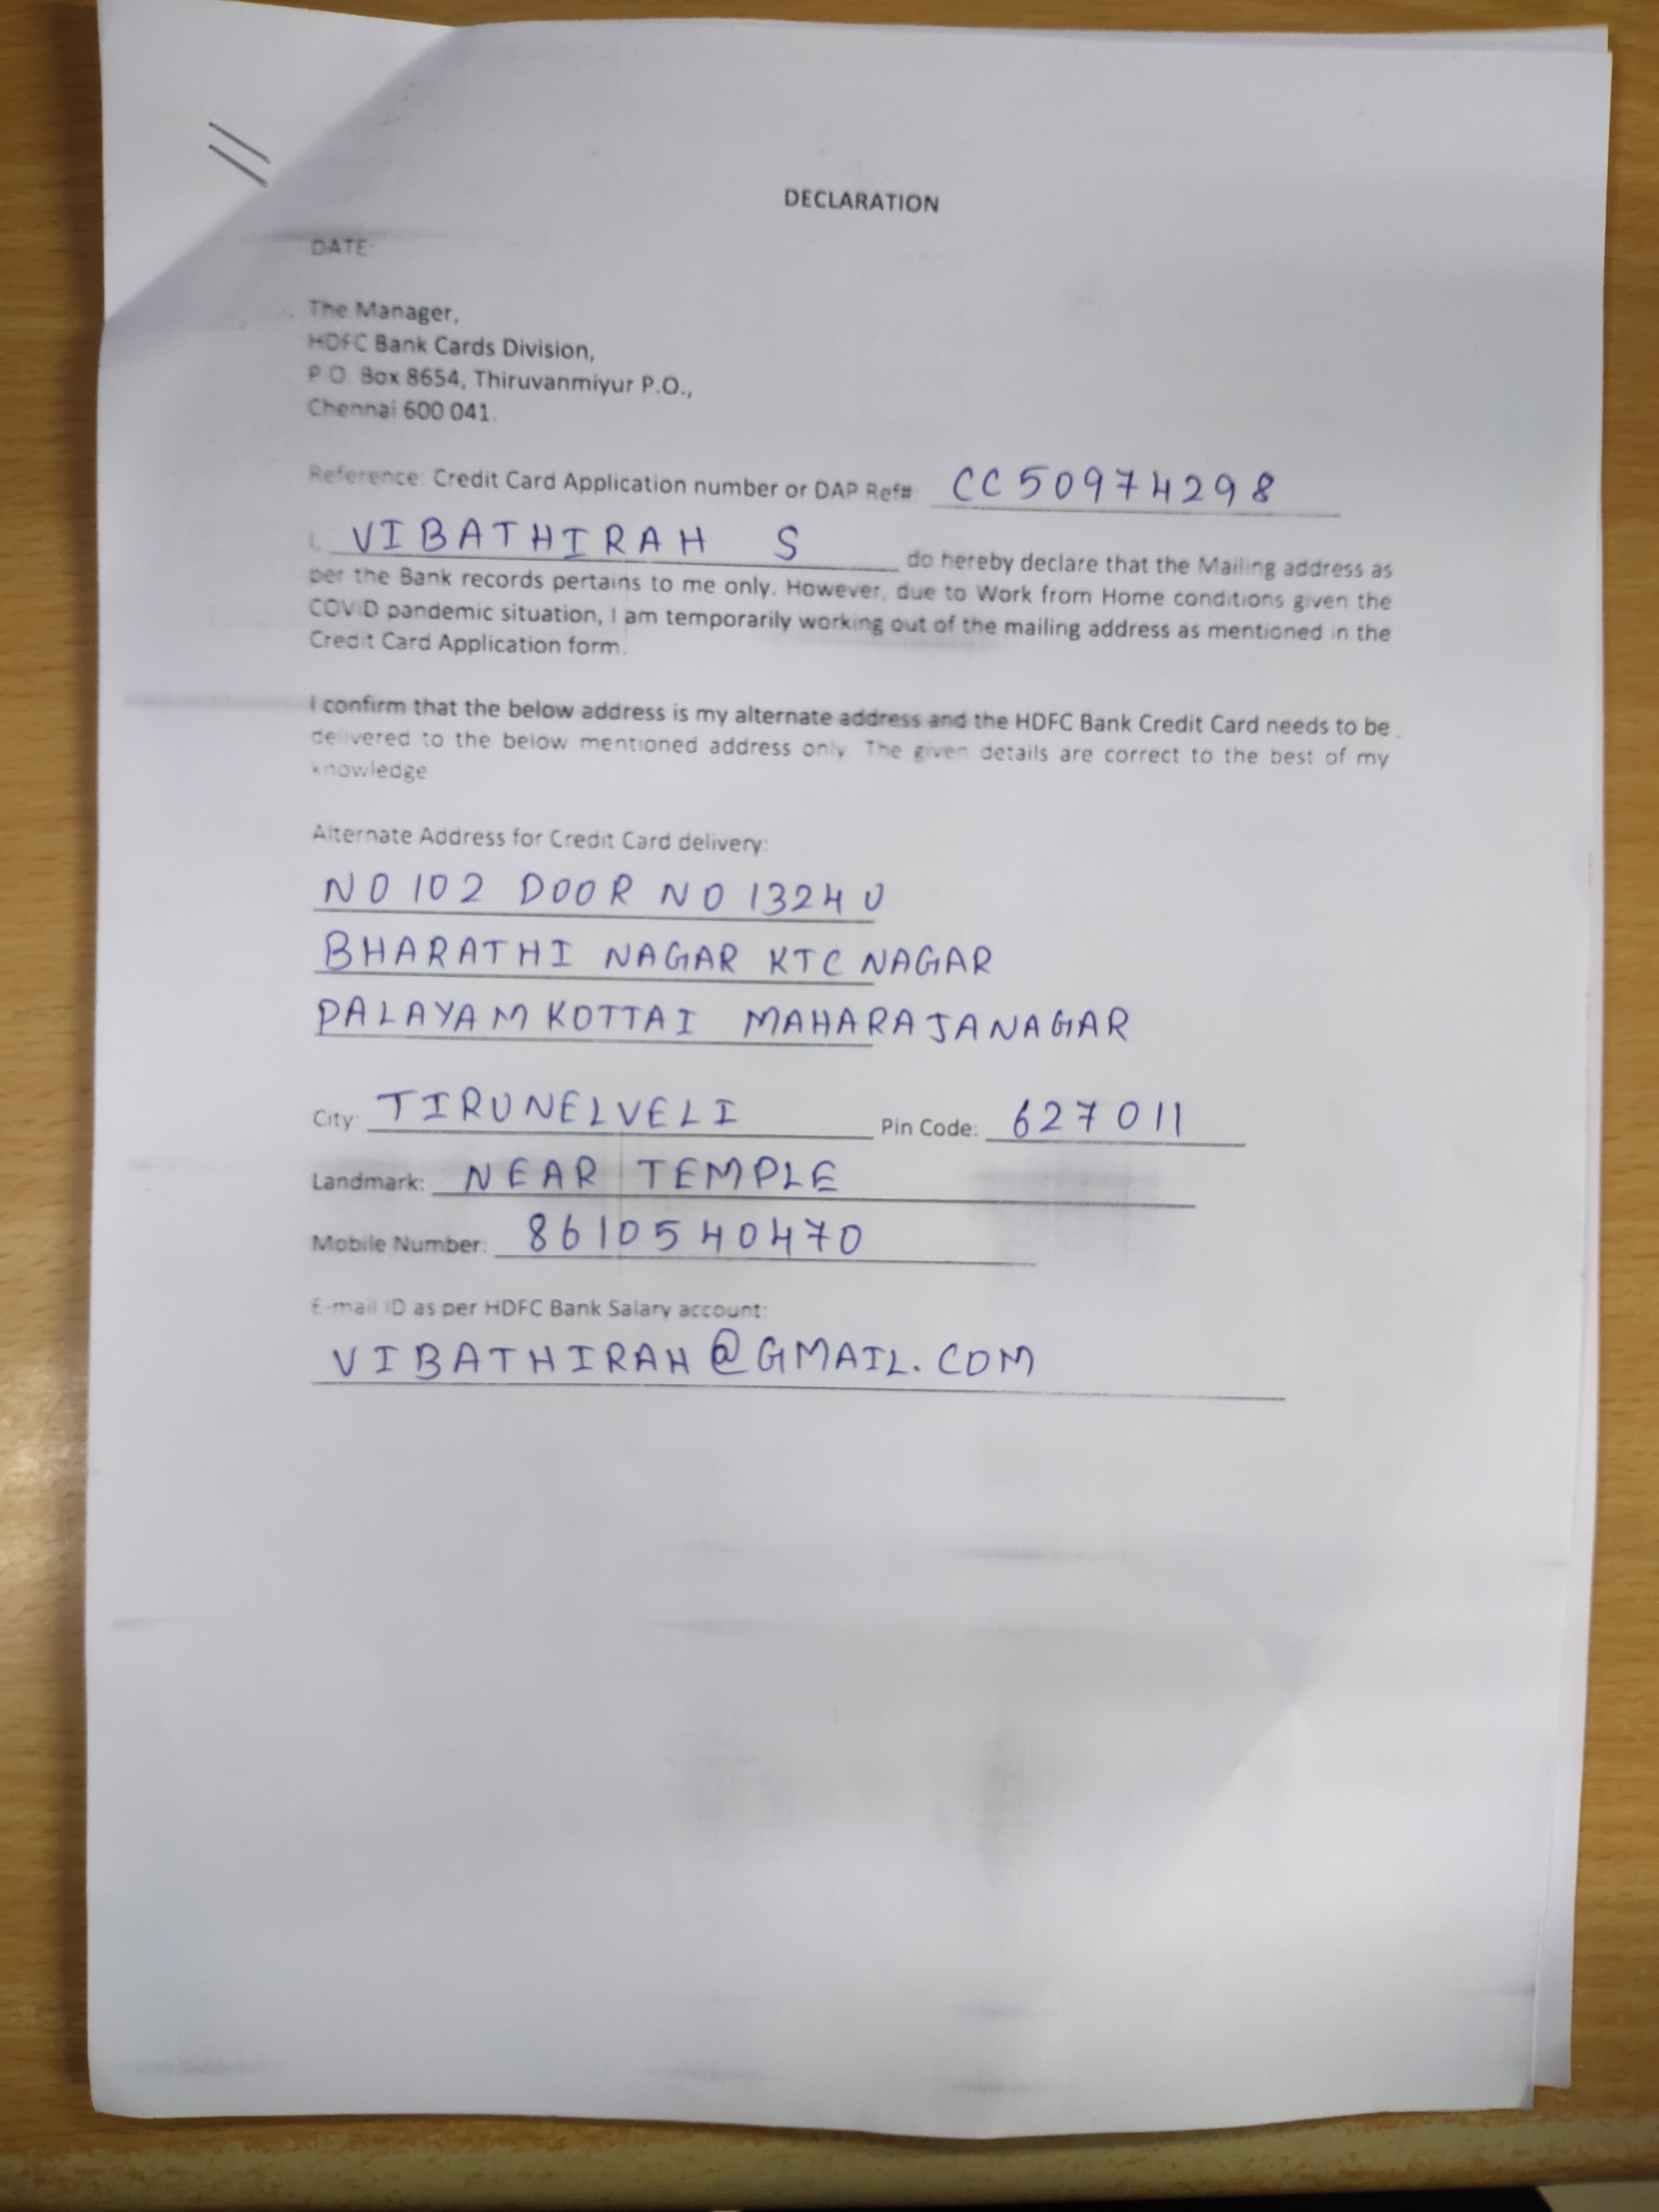 DECLARATION
DATE:
The Manager,
HDFC Bank Cards Division,
P.O. Box 8654, Thiruvanmiyur P.O.,
Chennai 600 041.
Reference: Credit Card Application number or DAP Ref# CC50974298
I, VIBATHIRAH S do hereby declare that the Mailing address as
per the Bank records pertains to me only. However, due to Work from Home conditions given the
COVID pandemic situation, I am temporarily working out of the mailing address as mentioned in the
Credit Card Application form.
I confirm that the below address is my alternate address and the HDFC Bank Credit Card needs to be
delivered to the below mentioned address only. The given details are correct to the best of my
knowledge
Alternate Address for Credit Card delivery:
NO 102 DOOR NO 1324 U
BHARATHI NAGAR KTC NAGAR
PALAYAMKOTTAI MAHARAJANAGAR
City: TIRUNELVELI Pin Code: 627011
Landmark: NEAR TEMPLE
Mobile Number: 8610540470
E-mail ID as per HDFC Bank Salary account:
VIBATHIRAH@GMAIL.COM